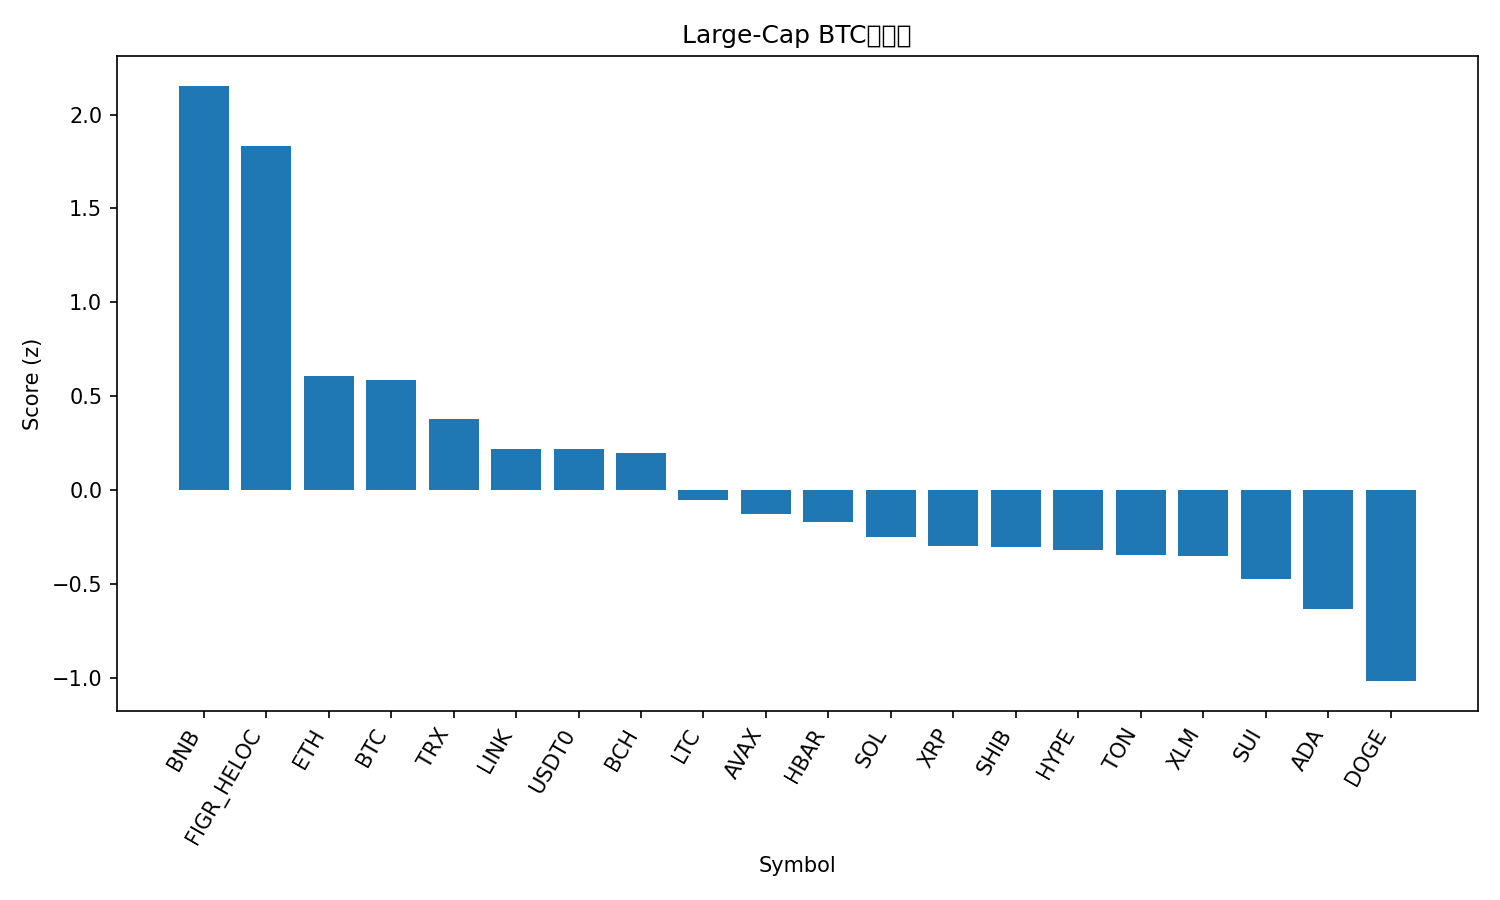 Large-Cap BTC
Score (z)
2.0
1.5
1.0
0.5
0.0
−0.5
−1.0
BNB
FIGR_HELOC
ETH
BTC
TRX
LINK
USDT0
BCH
LTC
AVAX
HBAR
SOL
XRP
SHIB
HYPE
TON
XLM
SUI
ADA
DOGE
Symbol